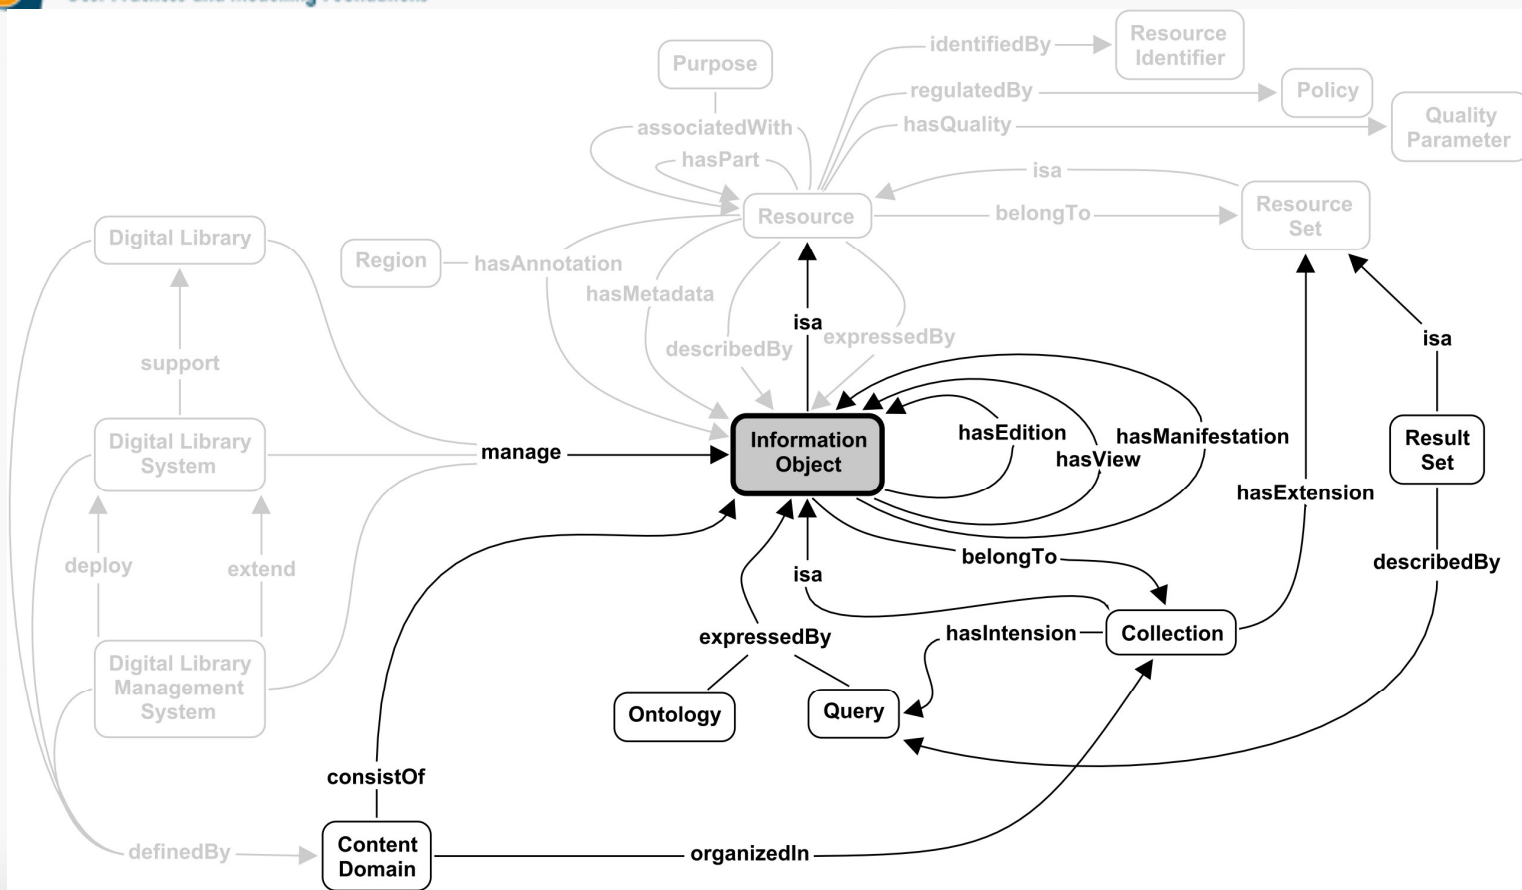 identifiedBy
Resource
Identifier
Purpose
regulatedBy
Policy
hasQuality
Quality
Parameter
associatedWith
hasPart
isa
Resource
belongTo
Resource
Set
Digital Library
Region
hasAnnotation
hasMetadata
isa
expressedBy
describedBy
isa
support
Digital Library
System
manage
Information
Object
hasEdition
hasView
hasManifestation
Result
Set
hasExtension
deploy
extend
isa
belongTo
describedBy
expressedBy
hasIntension
Collection
Digital Library
Management
System
Ontology
Query
consistOf
definedBy
Content
Domain
organizedIn